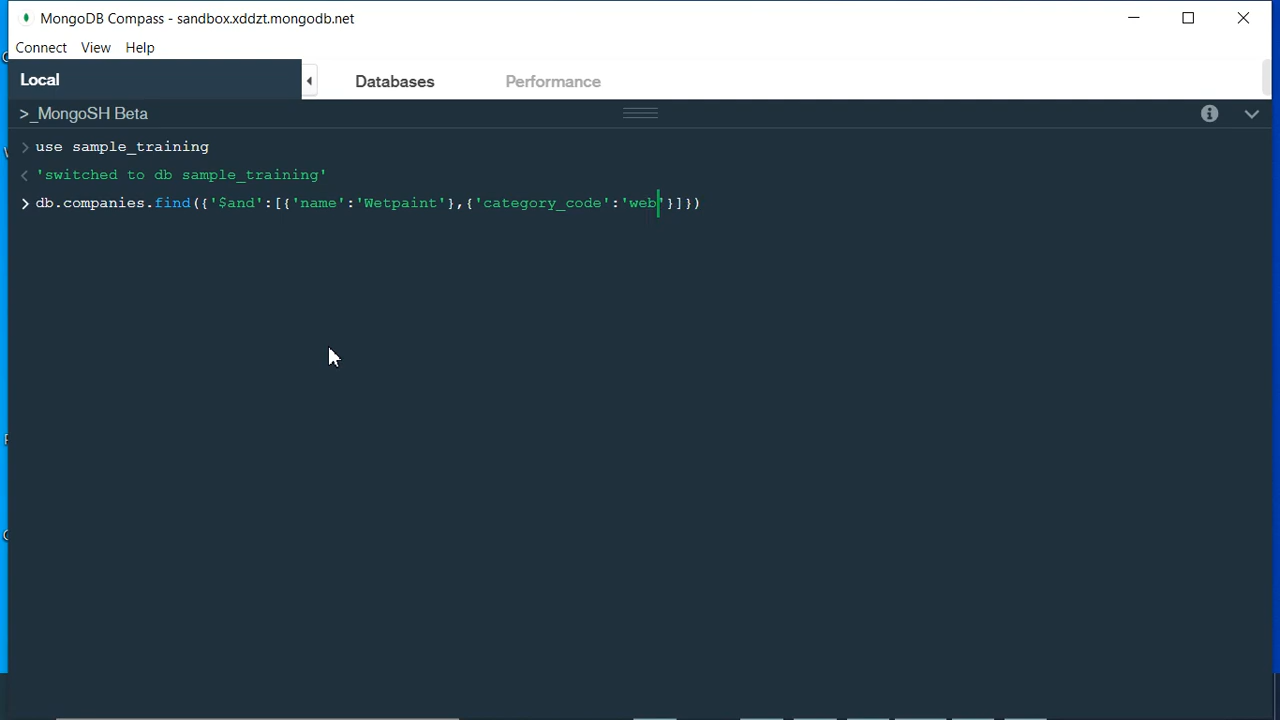 MongoDB Compass - sandbox.xddzt.mongodb.net
Connect View Help
Local Databases Performance
>_MongoSH Beta
> use sample_training
< 'switched to db sample_training'
> db.companies.find({'$and':[{'name':'Wetpaint'},{'category_code':'web'}]})